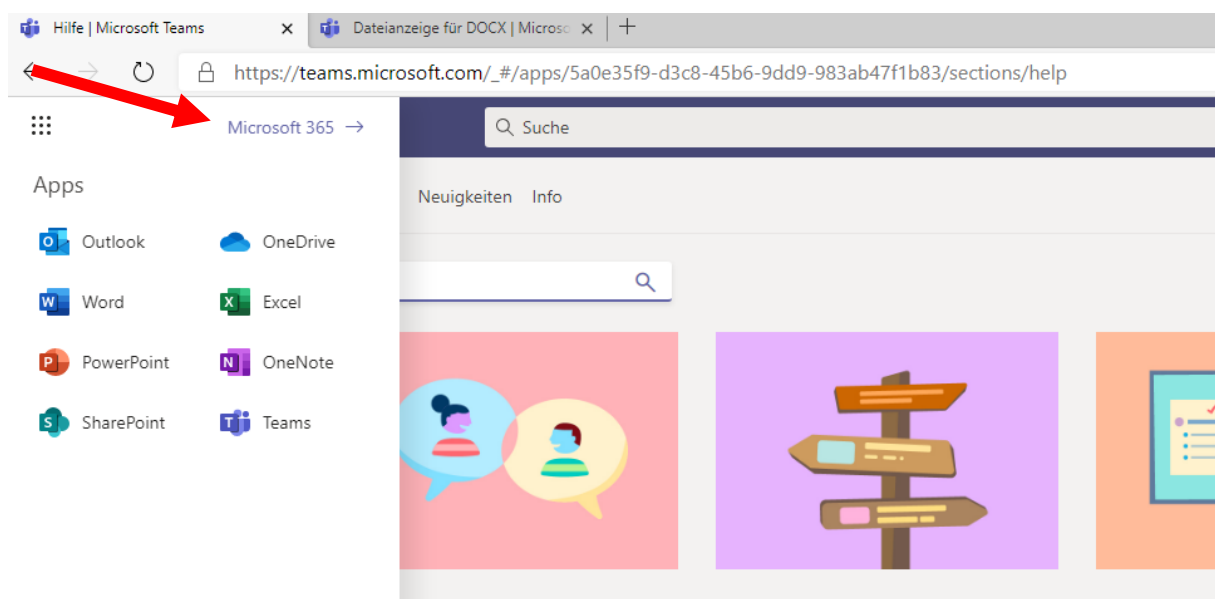 Hilfe | Microsoft Teams
Dateianzeige für DOCX | Microso
https://teams.microsoft.com/_#/apps/5a0e35f9-d3c8-45b6-9dd9-983ab47f1b83/sections/help
Microsoft 365 →
Suche
Apps
Neuigkeiten Info
Outlook OneDrive
Word Excel
PowerPoint OneNote
SharePoint Teams